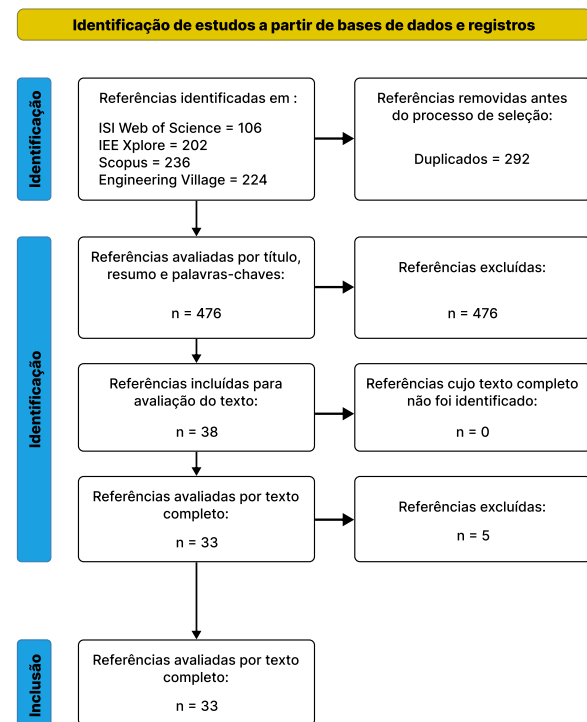 Identificação de estudos a partir de bases de dados e registros
Identificação
Referências identificadas em :
ISI Web of Science = 106
IEE Xplore = 202
Scopus = 236
Engineering Village = 224
Referências removidas antes
do processo de seleção:
Duplicados = 292
Identificação
Referências avaliadas por título,
resumo e palavras-chaves:
n = 476
Referências excluídas:
n = 476
Referências incluídas para
avaliação do texto:
n = 38
Referências cujo texto completo
não foi identificado:
n = 0
Referências avaliadas por texto
completo:
n = 33
Referências excluídas:
n = 5
Inclusão
Referências avaliadas por texto
completo:
n = 33